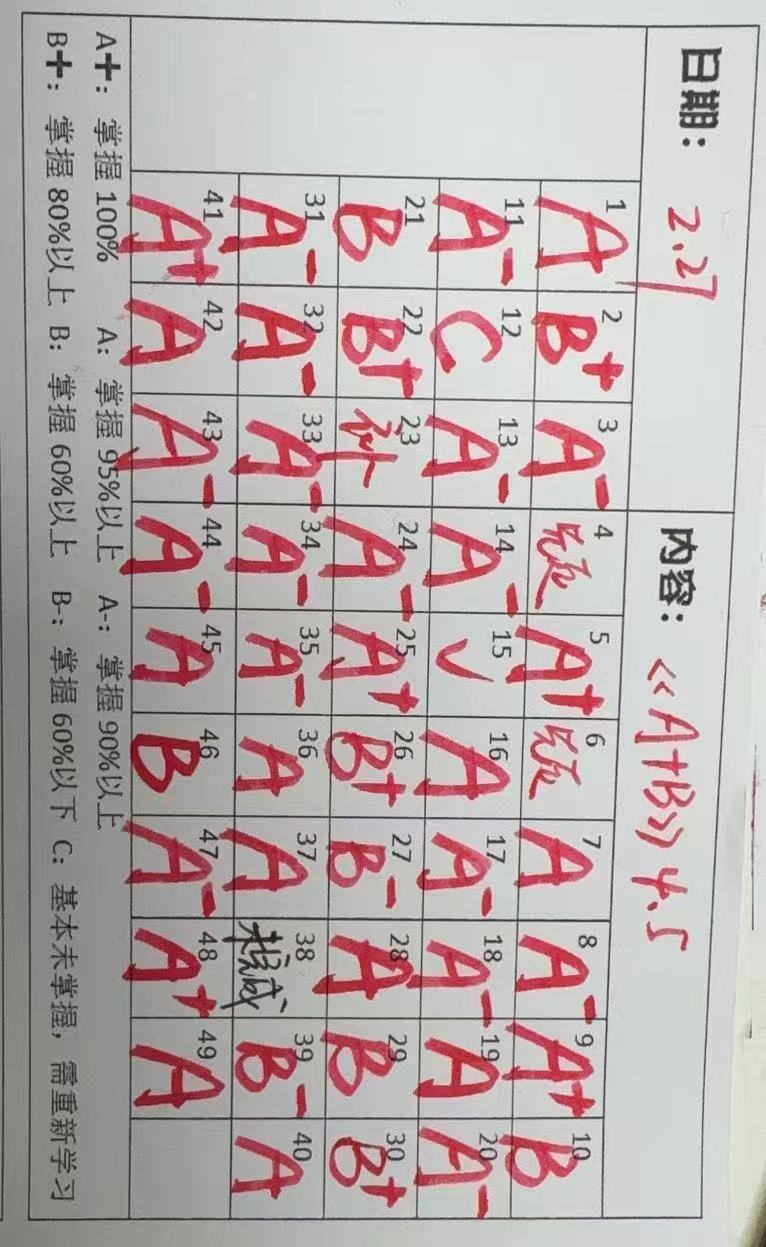 日期： 2.27 内容： 《A+B》4.5
1 A 2 B+ 3 A- 4 5 A+ 6 7 A 8 A- 9 A+ 10 B
11 A- 12 C 13 A- 14 A- 15 √ 16 A 17 A- 18 A- 19 A 20 A-
21 B 22 B+ 23 补 24 A- 25 A+ 26 B+ 27 B- 28 A 29 B 30 B+
31 A- 32 A- 33 A- 34 A- 35 A- 36 A 37 A 38 未完成 39 B- 40 A
41 A+ 42 A 43 A- 44 A- 45 A 46 B 47 A- 48 A+ 49 A
A+：掌握 100% A：掌握 95%以上 A-：掌握 90%以上
B+：掌握 80%以上 B：掌握 60%以上 B-：掌握 60%以下 C：基本未掌握，需重新学习